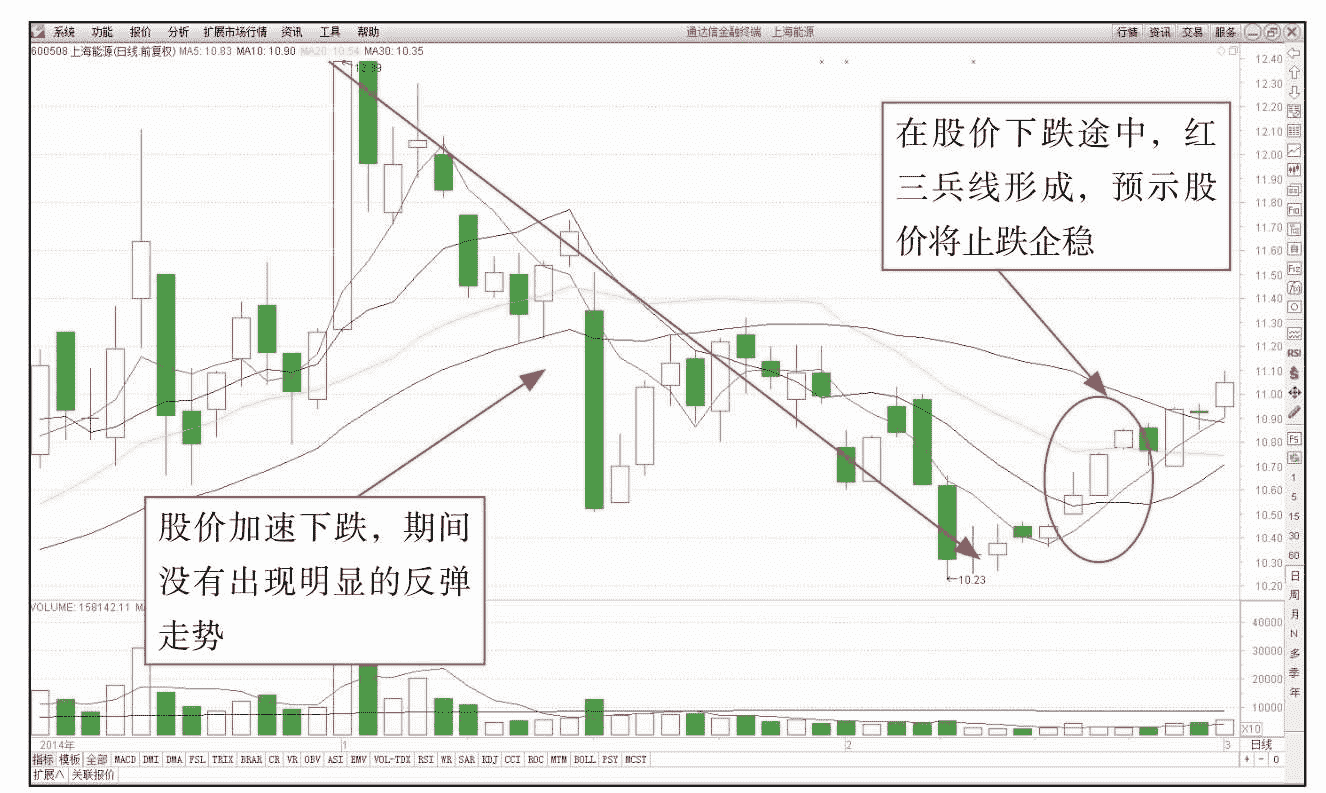 系统 功能 报价 分析 扩展市场行情 资讯 工具 帮助 通达信金融终端 上海能源 行情 资讯 交易 服务
600508 上海能源(日线 前复权) MA5: 10.83 MA10: 10.90 MA20: 10.54 MA30: 10.35
12.39
在股价下跌途中，红
三兵线形成，预示股
价将止跌企稳
股价加速下跌，期间
没有出现明显的反弹
走势
10.23
12.40
12.30
12.20
12.10
12.00
11.90
11.80
11.70
11.60
11.50
11.40
11.30
11.20
11.10
11.00
10.90
10.80
10.70
10.60
10.50
10.40
10.30
10.20
RSI
F5
1
5
15
30
60
日
周
月
N
多
季
年
VOLUME: 158142.11
40000
30000
20000
10000
X10
2014年 1 2 3 日线
指标 模板 全部 MACD DMI DMA FSL TRIX BRAR CR VR OBV ASI EMV VOL-TDX RSI WR SAR KDJ CCI ROC MTM BOLL PSY MCST + - 0
扩展∧ 关联报价